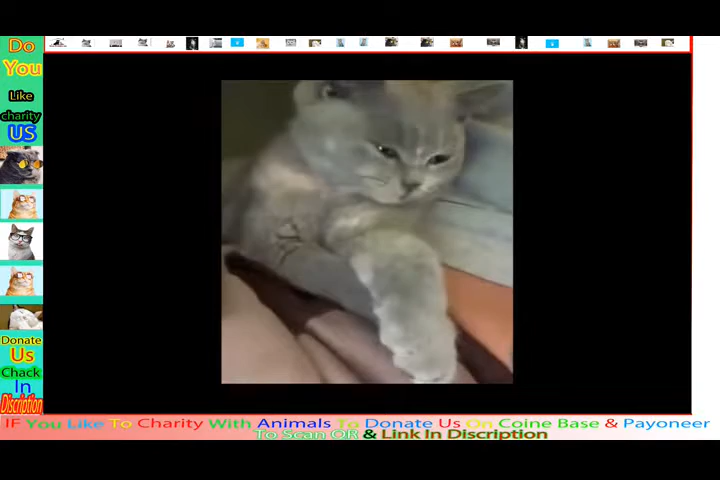 Do
You
Like
charity
US
Donate
Us
Chack
In
Discription
IF You Like To Charity With Animals To Donate Us On Coine Base & Payoneer
To Scan QR & Link In Discription